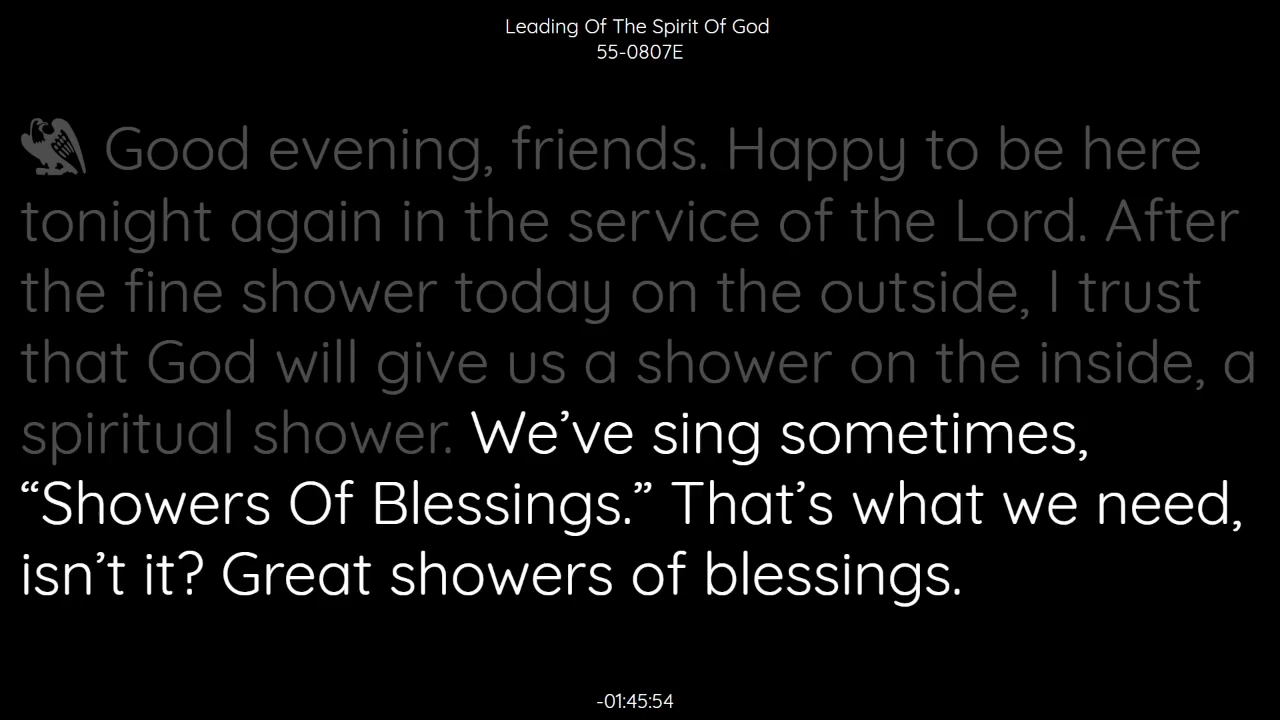 Leading Of The Spirit Of God
55-0807E
Good evening, friends. Happy to be here
tonight again in the service of the Lord. After
the fine shower today on the outside, I trust
that God will give us a shower on the inside, a
spiritual shower. We’ve sing sometimes,
“Showers Of Blessings.” That’s what we need,
isn’t it? Great showers of blessings.
-01:45:54